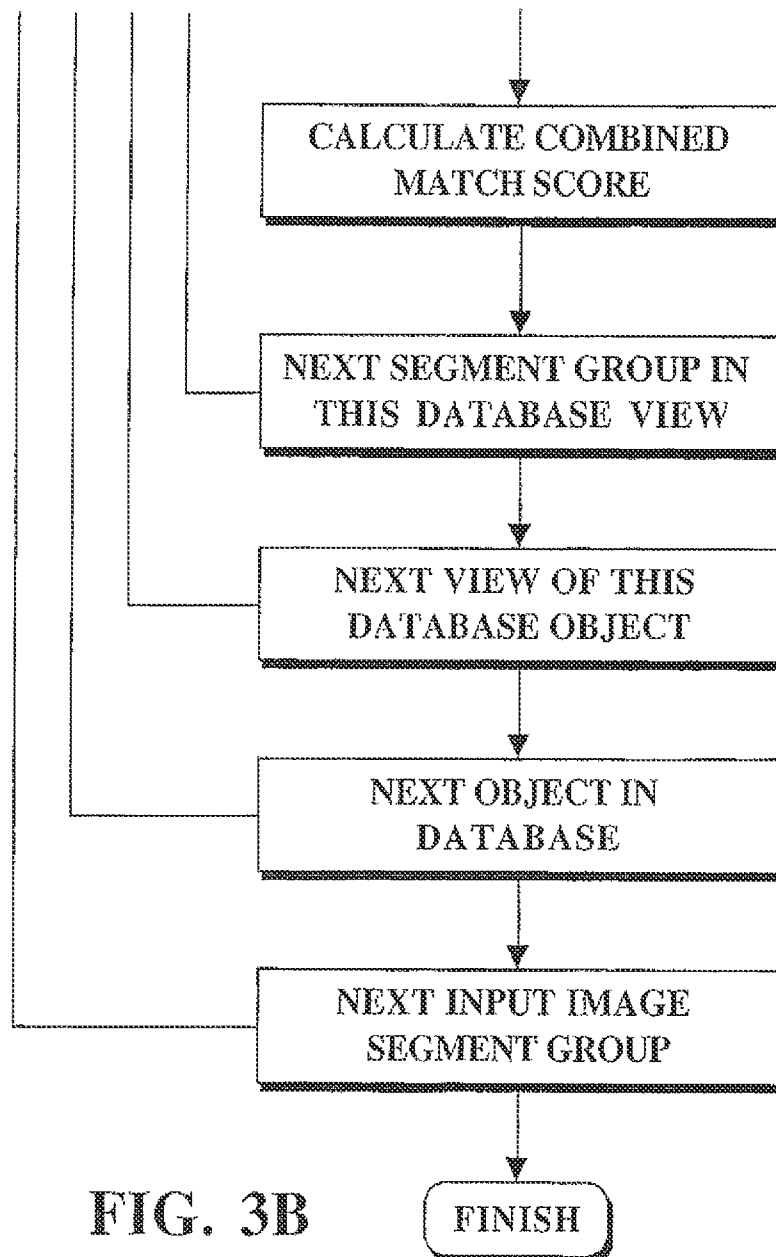 CALCULATE COMBINED
MATCH SCORE
NEXT SEGMENT GROUP IN
THIS DATABASE VIEW
NEXT VIEW OF THIS
DATABASE OBJECT
NEXT OBJECT IN
DATABASE
NEXT INPUT IMAGE
SEGMENT GROUP
FINISH
FIG. 3B